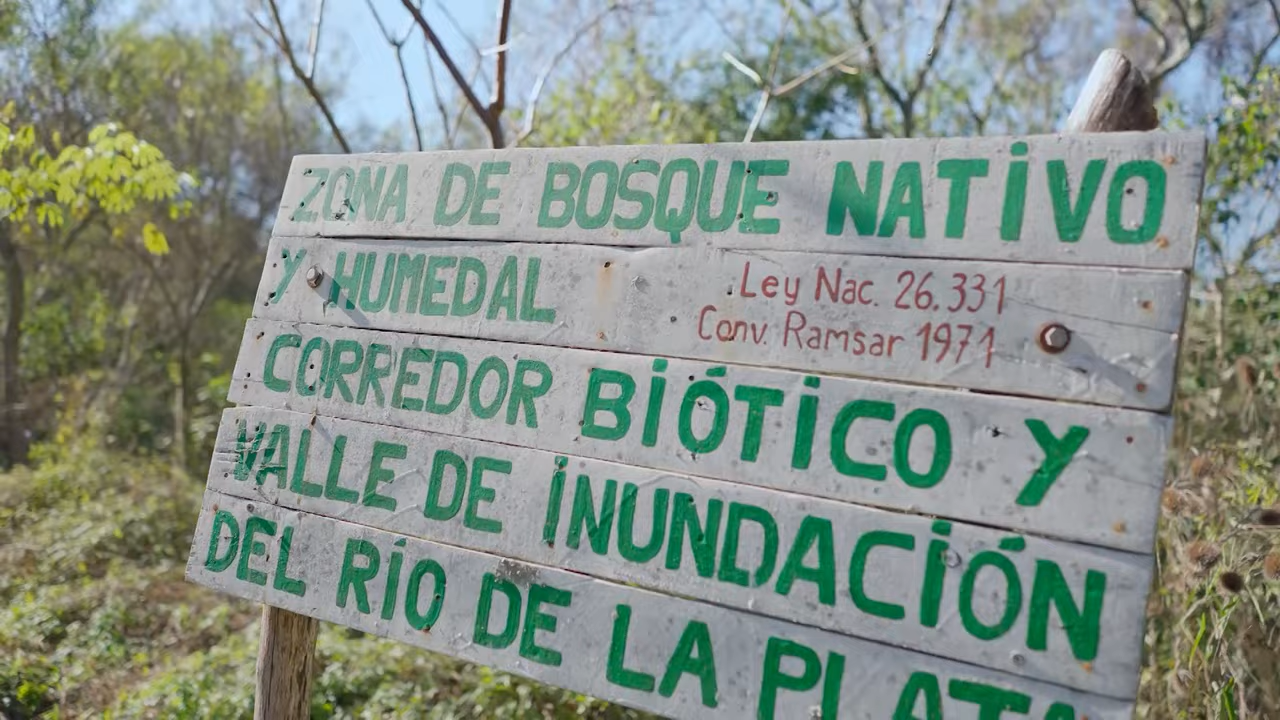 ZONA DE BOSQUE NATIVO
Y HUMEDAL
Ley Nac. 26.331
Conv. Ramsar 1971
CORREDOR BIÓTICO Y
VALLE DE INUNDACIÓN
DEL RÍO DE LA PLATA